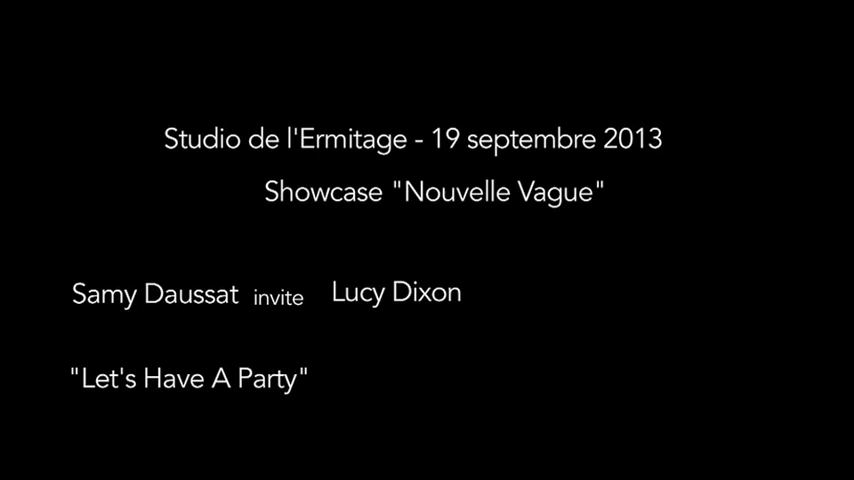 Studio de l'Ermitage - 19 septembre 2013
Showcase "Nouvelle Vague"
Samy Daussat invite Lucy Dixon
"Let's Have A Party"